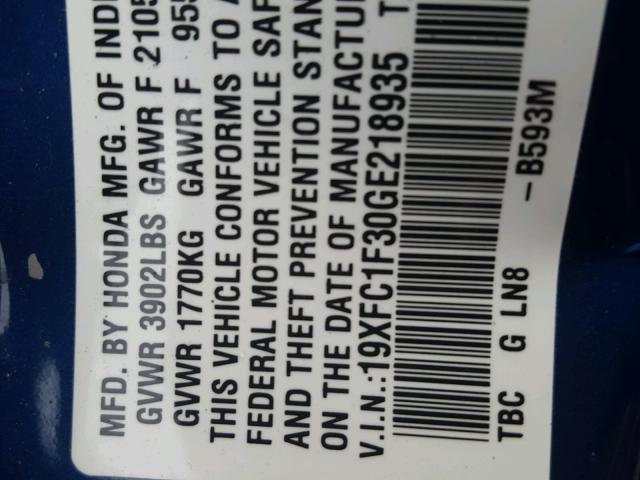 MFD. BY HONDA MFG. OF INDI
GVWR 3902LBS GAWR F 2105
GVWR 1770KG GAWR F 955
THIS VEHICLE CONFORMS TO A
FEDERAL MOTOR VEHICLE SAF
AND THEFT PREVENTION STAN
ON THE DATE OF MANUFACTU
V.I.N.:19XFC1F30GE218935 T
TBC G LN8 -B593M